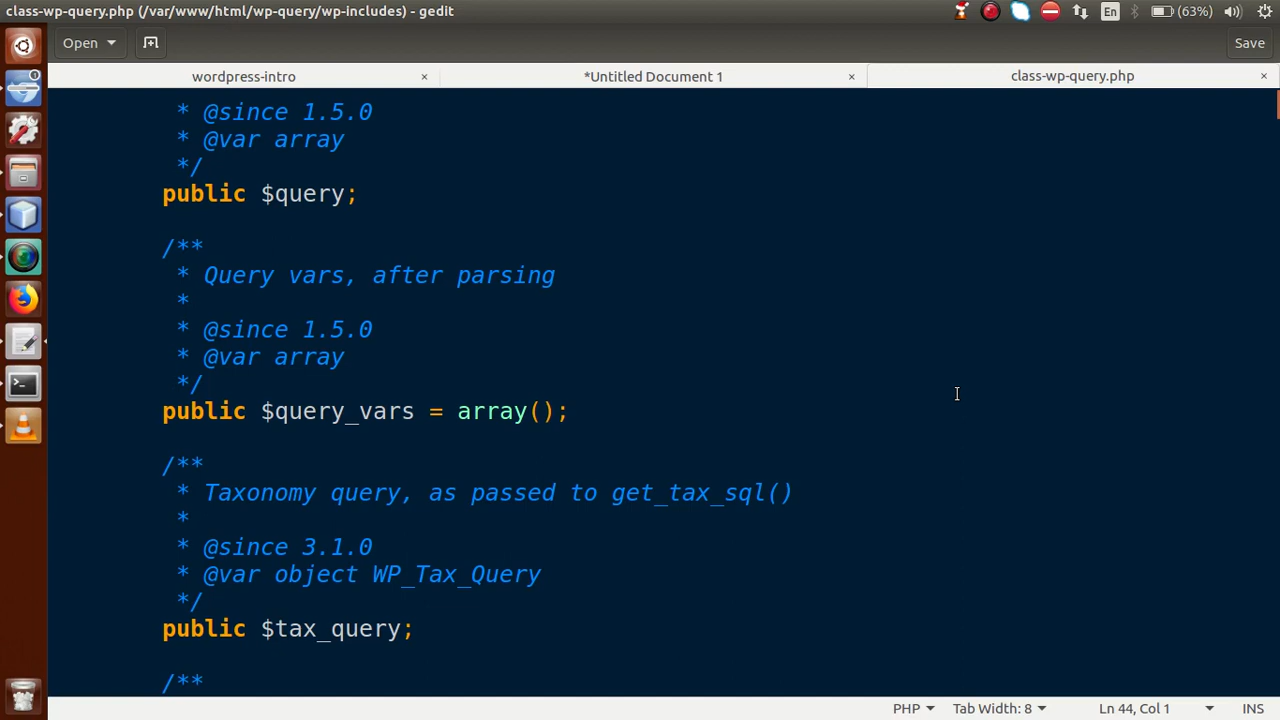 class-wp-query.php (/var/www/html/wp-query/wp-includes) - gedit
En
(63%)
Open
Save
wordpress-intro ×
*Untitled Document 1 ×
class-wp-query.php ×
* @since 1.5.0
* @var array
*/
public $query;
/**
* Query vars, after parsing
*
* @since 1.5.0
* @var array
*/
public $query_vars = array();
/**
* Taxonomy query, as passed to get_tax_sql()
*
* @since 3.1.0
* @var object WP_Tax_Query
*/
public $tax_query;
/**
PHP
Tab Width: 8
Ln 44, Col 1
INS